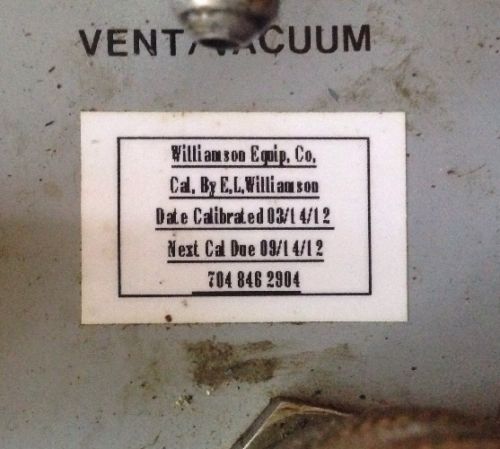 VENT/VACUUM
Williamson Equip, Co,
Cal, By E,L,Williamson
Date Calibrated 03/14/12
Next Cal Due 09/14/12
704 846 2904